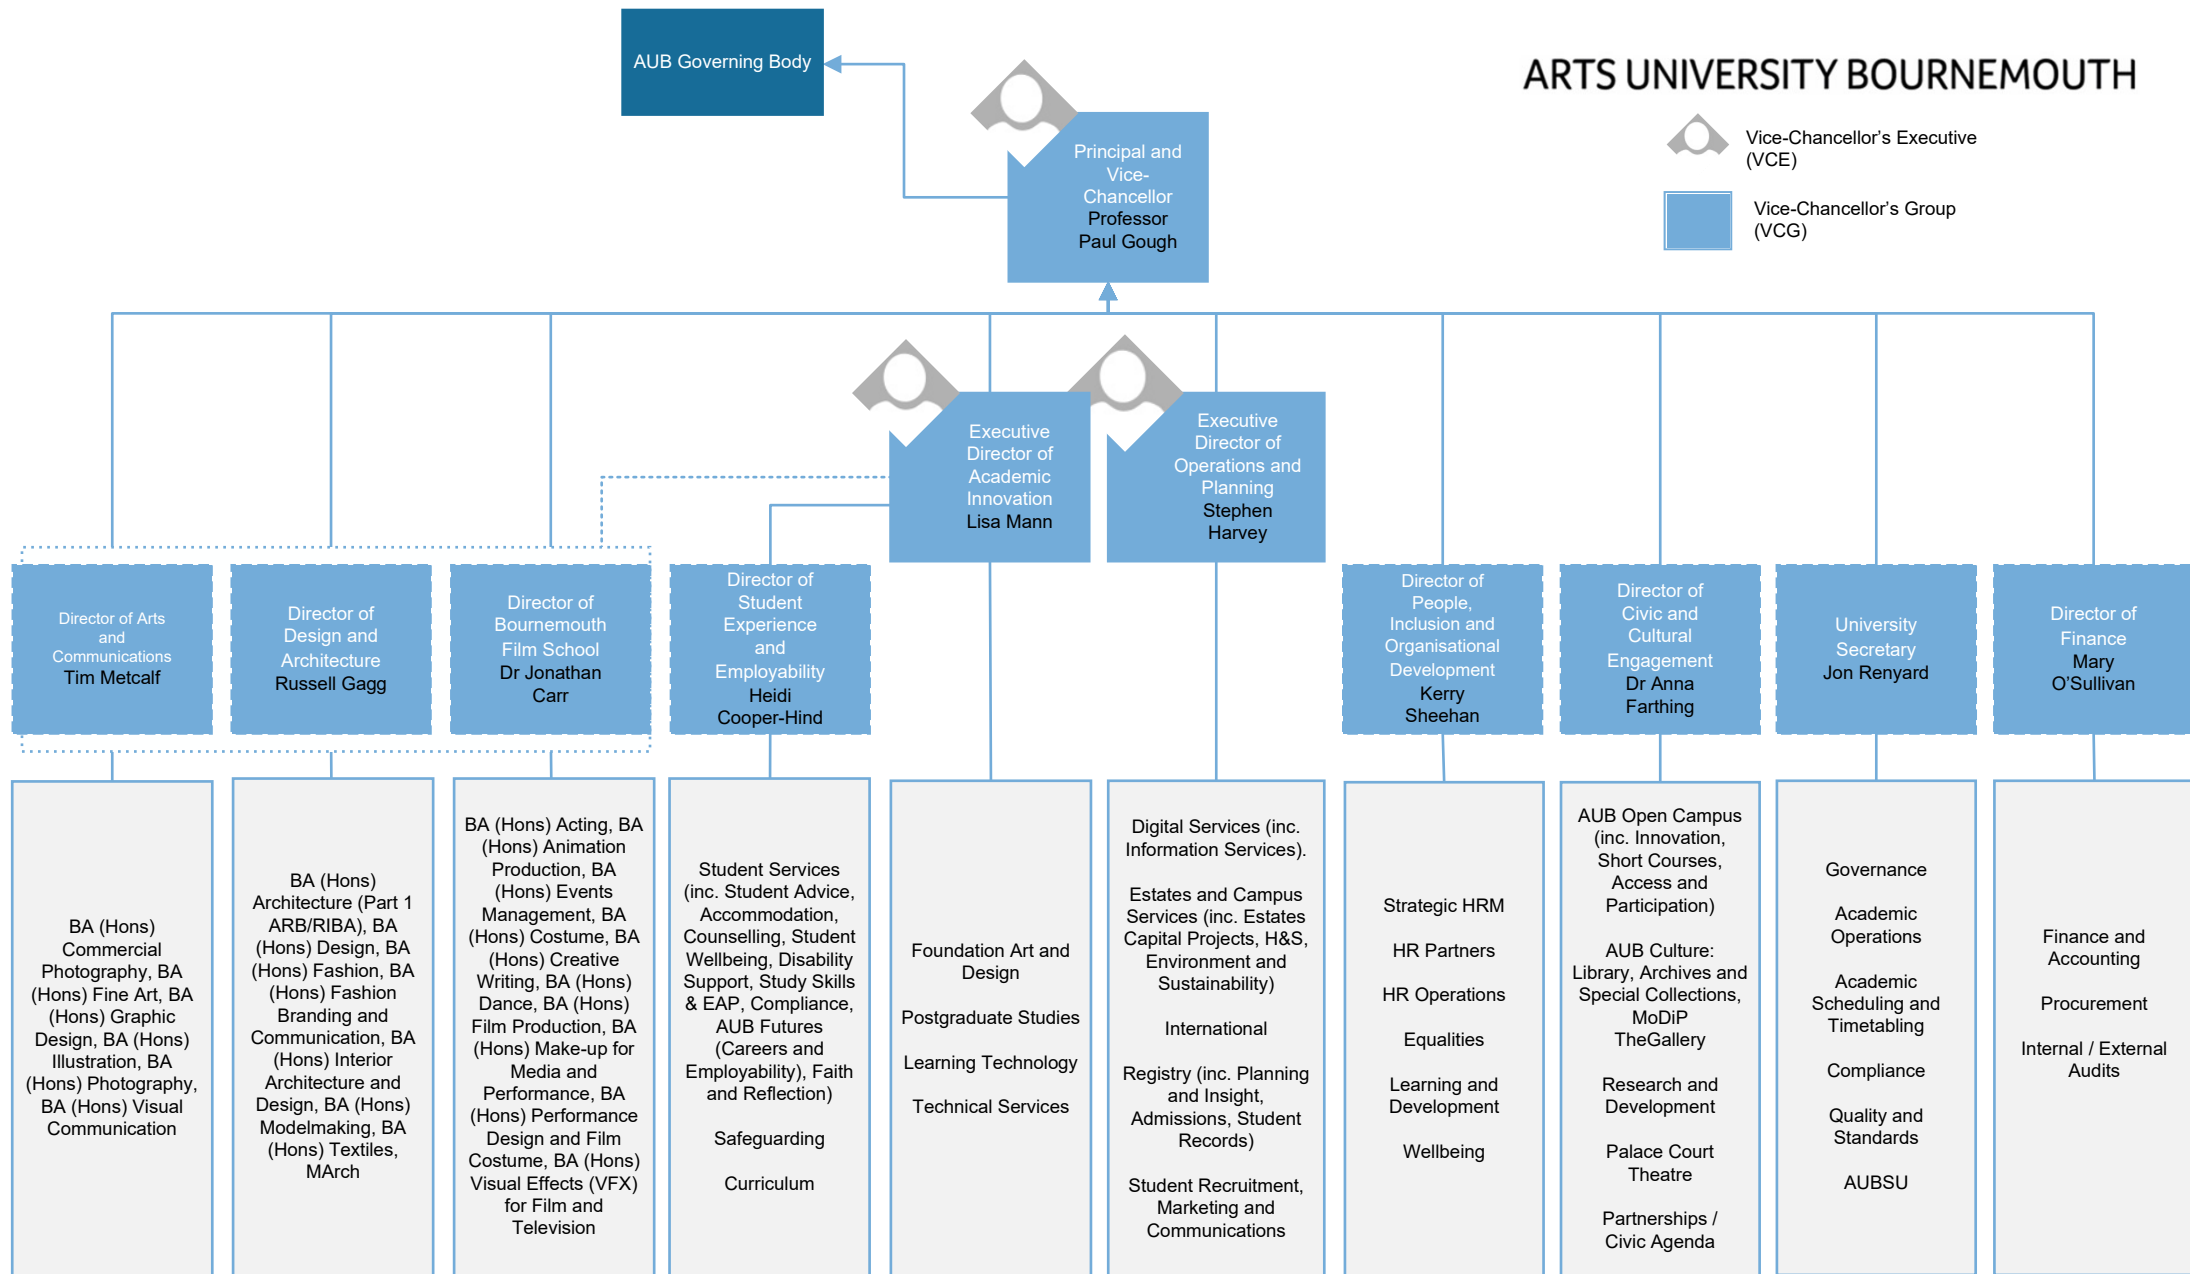 AUB Governing Body
ARTS UNIVERSITY BOURNEMOUTH
Vice-Chancellor's Executive
(VCE)
Vice-Chancellor's Group
(VCG)
Principal and
Vice-
Chancellor
Professor
Paul Gough
Executive
Director of
Academic
Innovation
Lisa Mann
Executive
Director of
Operations and
Planning
Stephen
Harvey
Director of Arts
and
Communications
Tim Metcalf
Director of
Design and
Architecture
Russell Gagg
Director of
Bournemouth
Film School
Dr Jonathan
Carr
Director of
Student
Experience
and
Employability
Heidi
Cooper-Hind
Director of
People,
Inclusion and
Organisational
Development
Kerry
Sheehan
Director of
Civic and
Cultural
Engagement
Dr Anna
Farthing
University
Secretary
Jon Renyard
Director of
Finance
Mary
O'Sullivan
BA (Hons)
Commercial
Photography, BA
(Hons) Fine Art, BA
(Hons) Graphic
Design, BA (Hons)
Illustration, BA
(Hons) Photography,
BA (Hons) Visual
Communication
BA (Hons)
Architecture (Part 1
ARB/RIBA), BA
(Hons) Design, BA
(Hons) Fashion, BA
(Hons) Fashion
Branding and
Communication, BA
(Hons) Interior
Architecture and
Design, BA (Hons)
Modelmaking, BA
(Hons) Textiles,
MArch
BA (Hons) Acting, BA
(Hons) Animation
Production, BA
(Hons) Events
Management, BA
(Hons) Costume, BA
(Hons) Creative
Writing, BA (Hons)
Dance, BA (Hons)
Film Production, BA
(Hons) Make-up for
Media and
Performance, BA
(Hons) Performance
Design and Film
Costume, BA (Hons)
Visual Effects (VFX)
for Film and
Television
Student Services
(inc. Student Advice,
Accommodation,
Counselling, Student
Wellbeing, Disability
Support, Study Skills
& EAP, Compliance,
AUB Futures
(Careers and
Employability), Faith
and Reflection)
Safeguarding
Curriculum
Foundation Art and
Design
Postgraduate Studies
Learning Technology
Technical Services
Digital Services (inc.
Information Services).
Estates and Campus
Services (inc. Estates
Capital Projects, H&S,
Environment and
Sustainability)
International
Registry (inc. Planning
and Insight,
Admissions, Student
Records)
Student Recruitment,
Marketing and
Communications
Strategic HRM
HR Partners
HR Operations
Equalities
Learning and
Development
Wellbeing
AUB Open Campus
(inc. Innovation,
Short Courses,
Access and
Participation)
AUB Culture:
Library, Archives and
Special Collections,
MoDiP
TheGallery
Research and
Development
Palace Court
Theatre
Partnerships /
Civic Agenda
Governance
Academic
Operations
Academic
Scheduling and
Timetabling
Compliance
Quality and
Standards
AUBSU
Finance and
Accounting
Procurement
Internal / External
Audits